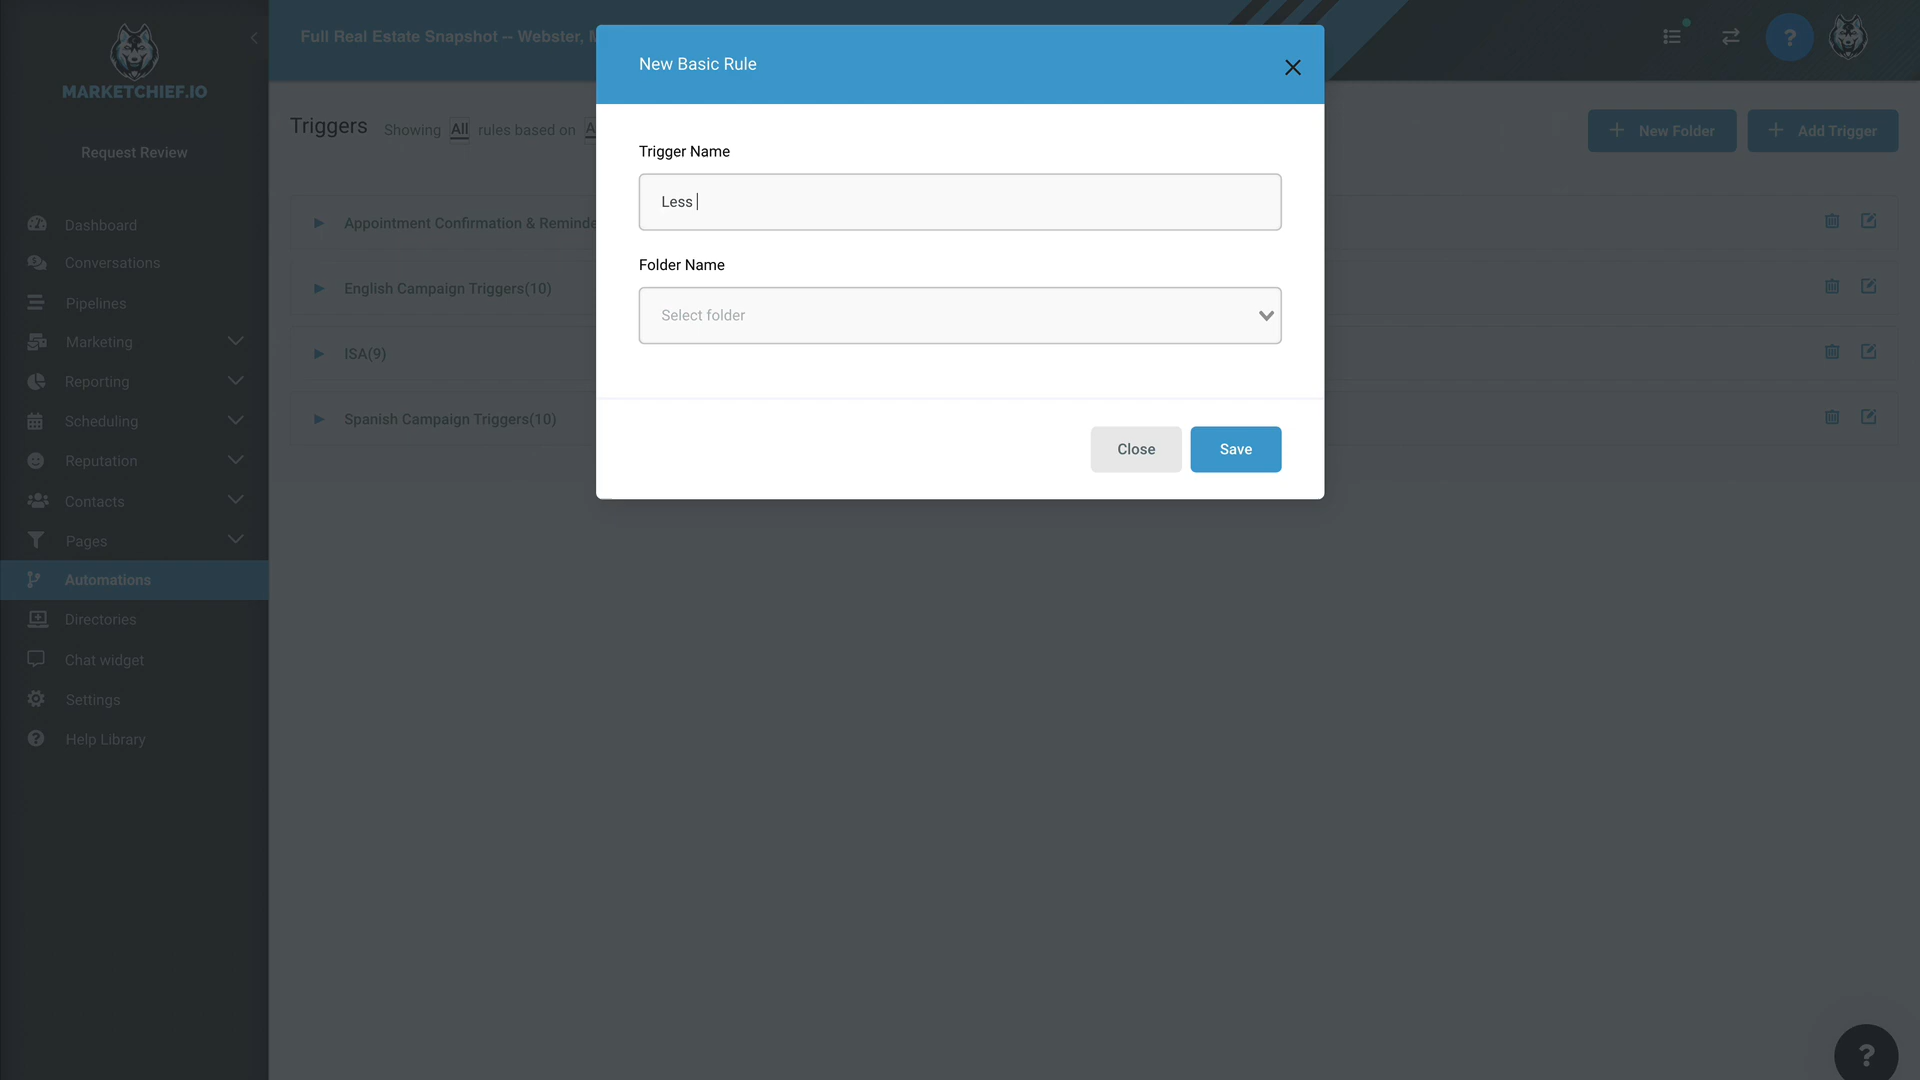 MARKETCHIEF.IO
Request Review
Dashboard
Conversations
Pipelines
Marketing
Reporting
Scheduling
Reputation
Contacts
Pages
Automations
Directories
Chat widget
Settings
Help Library
Full Real Estate Snapshot -- Webster,
?
Triggers Showing All rules based on
New Folder
Add Trigger
Appointment Confirmation & Reminde
English Campaign Triggers(10)
ISA(9)
Spanish Campaign Triggers(10)
New Basic Rule
Trigger Name
Less
Folder Name
Select folder
Close
Save
?